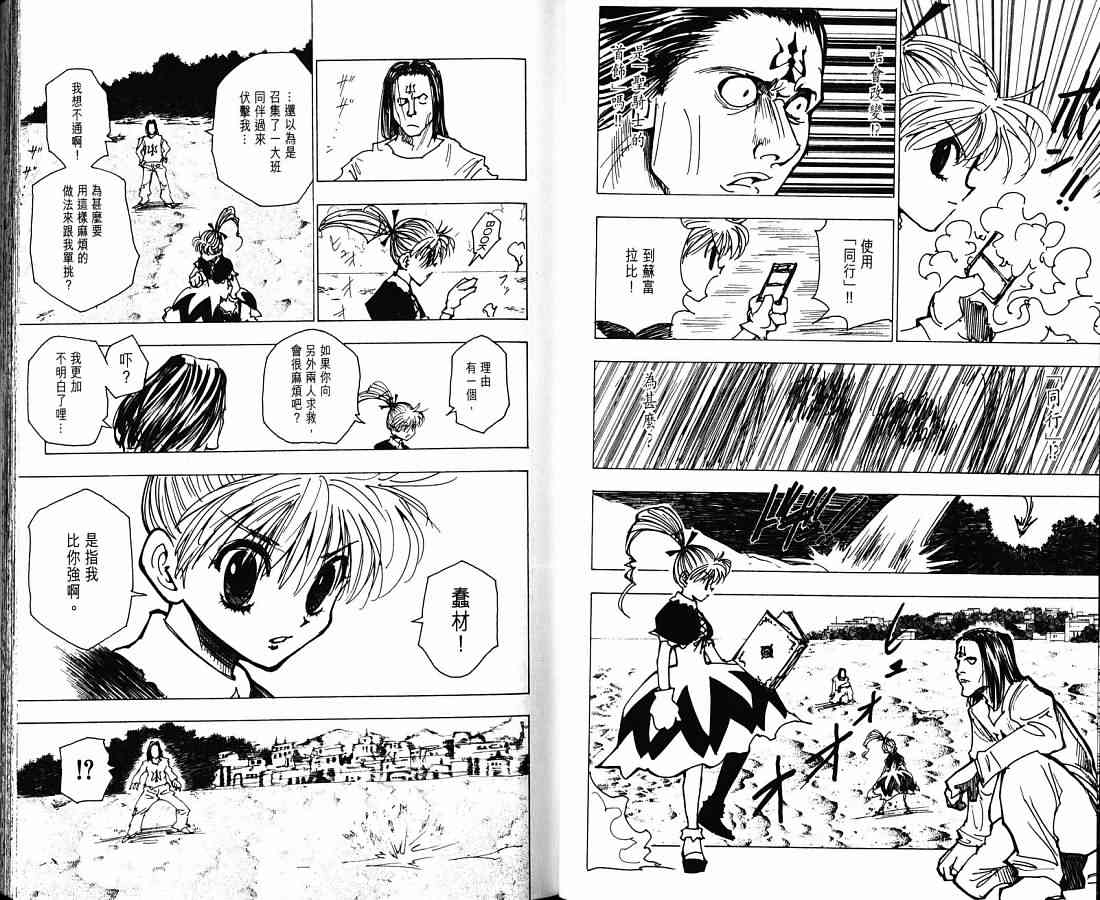 咭會改變!?
是「聖騎士的
首飾」嗎!!
使用
「同行」!!
到蘇富
拉比！
「同行」!?
為甚麼？
BOOK
…還以為是
召集了一大班
同伴過來
伏擊我…
我想不通啊！
為甚麼要
用這樣麻煩的
做法來跟我單挑？
理由
有一個，
如果你向
另外兩人求救，
會很麻煩吧？
吓？
我更加
不明白了哩…
蠢材！
是指我
比你強啊。
!?